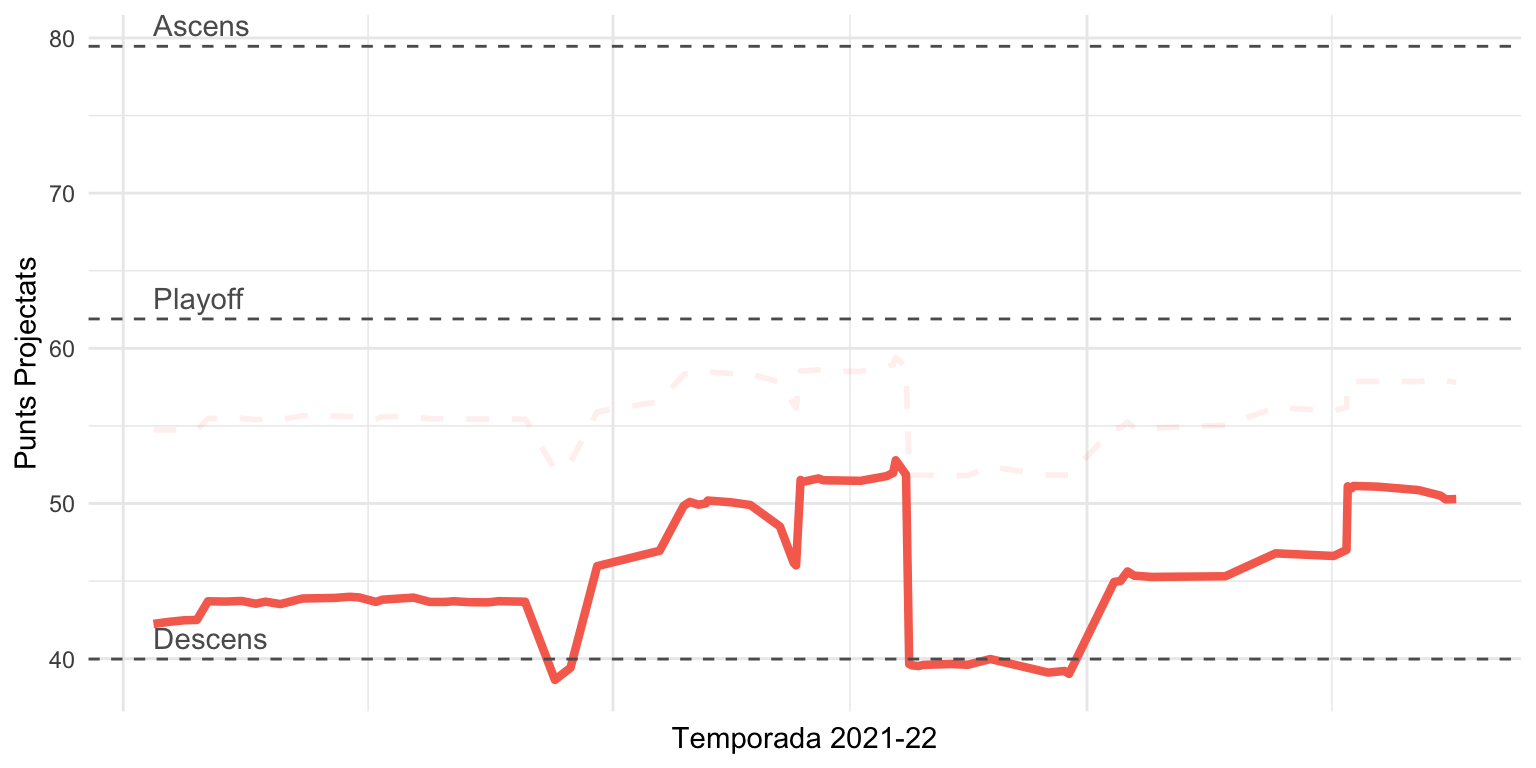 Ascens
80
70
Playoff
60
50
Descens
40
Punts Projectats
Temporada 2021-22